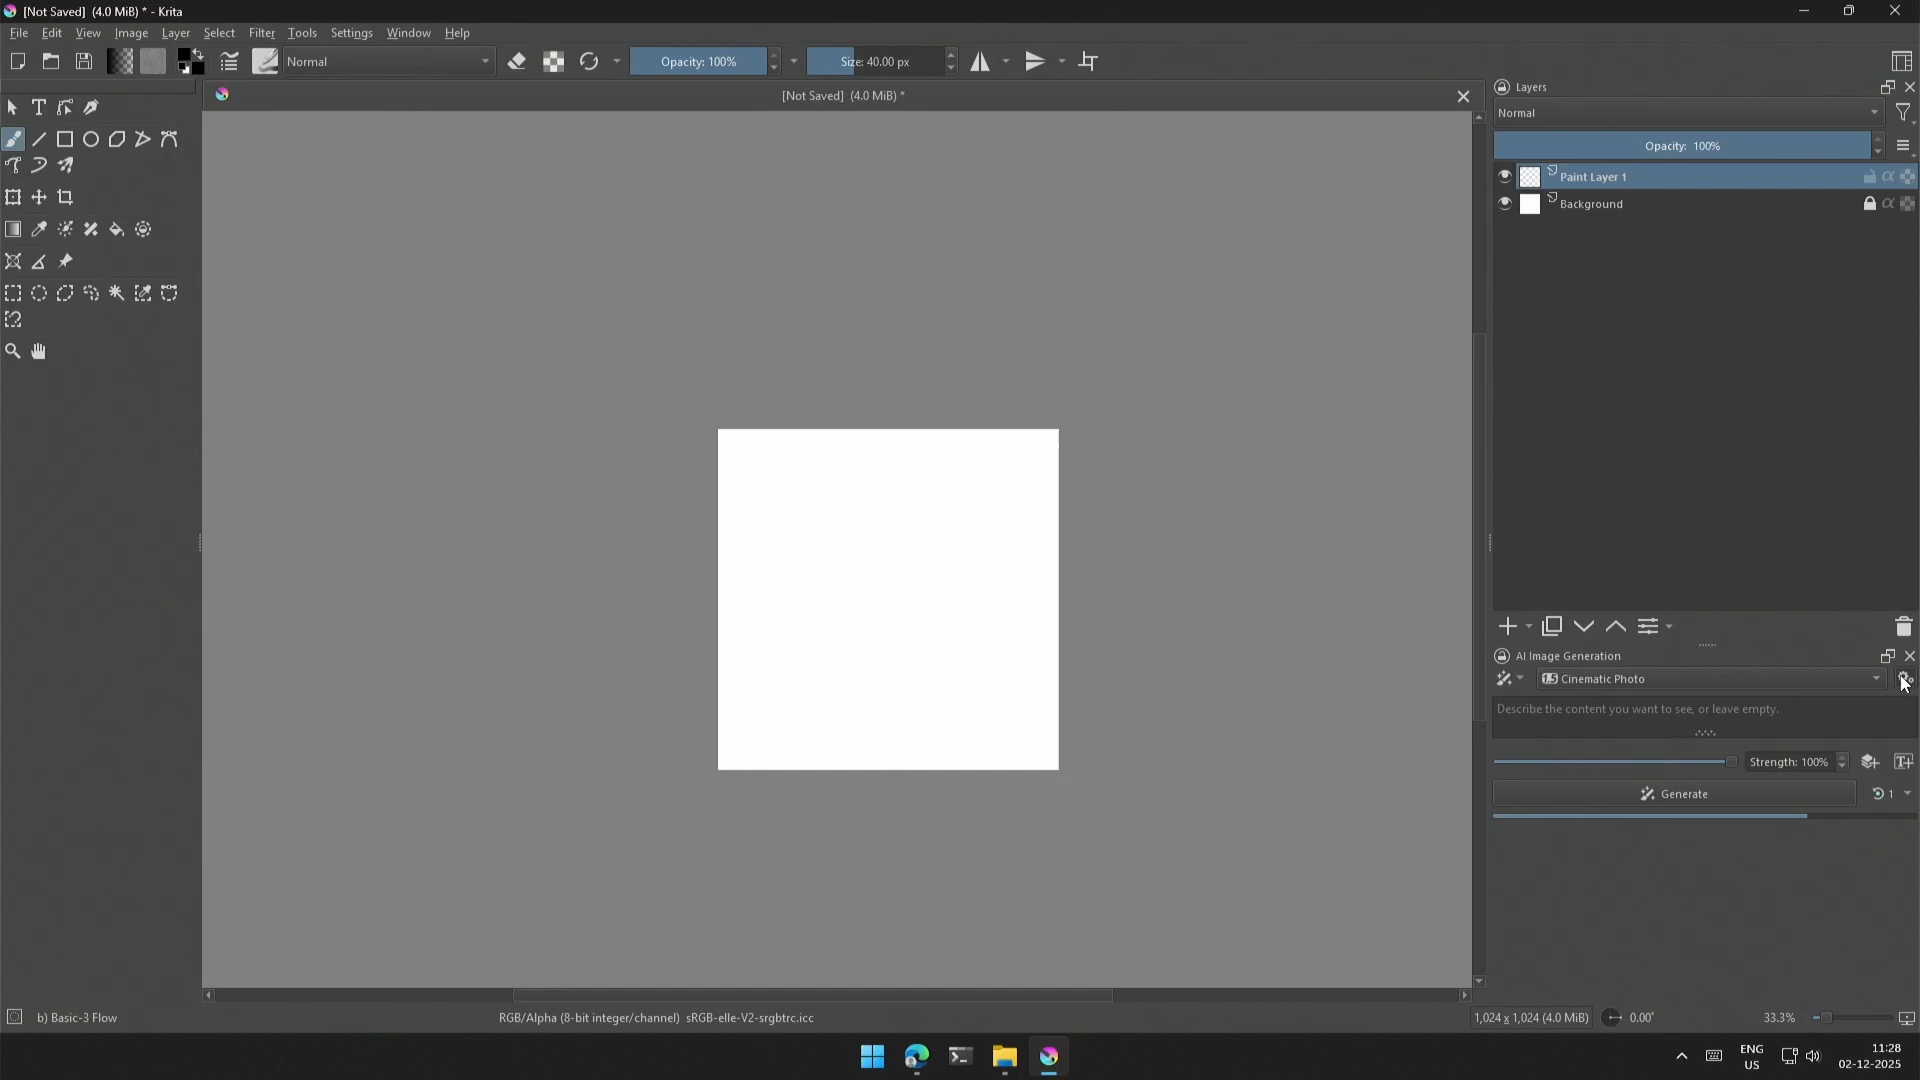 [Not Saved] (4.0 MiB) * - Krita
File Edit View Image Layer Select Filter Tools Settings Window Help
Normal
Opacity: 100%
Size: 40.00 px
[Not Saved] (4.0 MiB) *
Layers
Normal
Opacity: 100%
Paint Layer 1
Background
AI Image Generation
1.5 Cinematic Photo
Describe the content you want to see, or leave empty.
Strength: 100%
Generate
1
b) Basic-3 Flow
RGB/Alpha (8-bit integer/channel) sRGB-elle-V2-srgbtrc.icc
1,024 x 1,024 (4.0 MiB)
0.00°
33.3%
ENG
US
11:28
02-12-2025